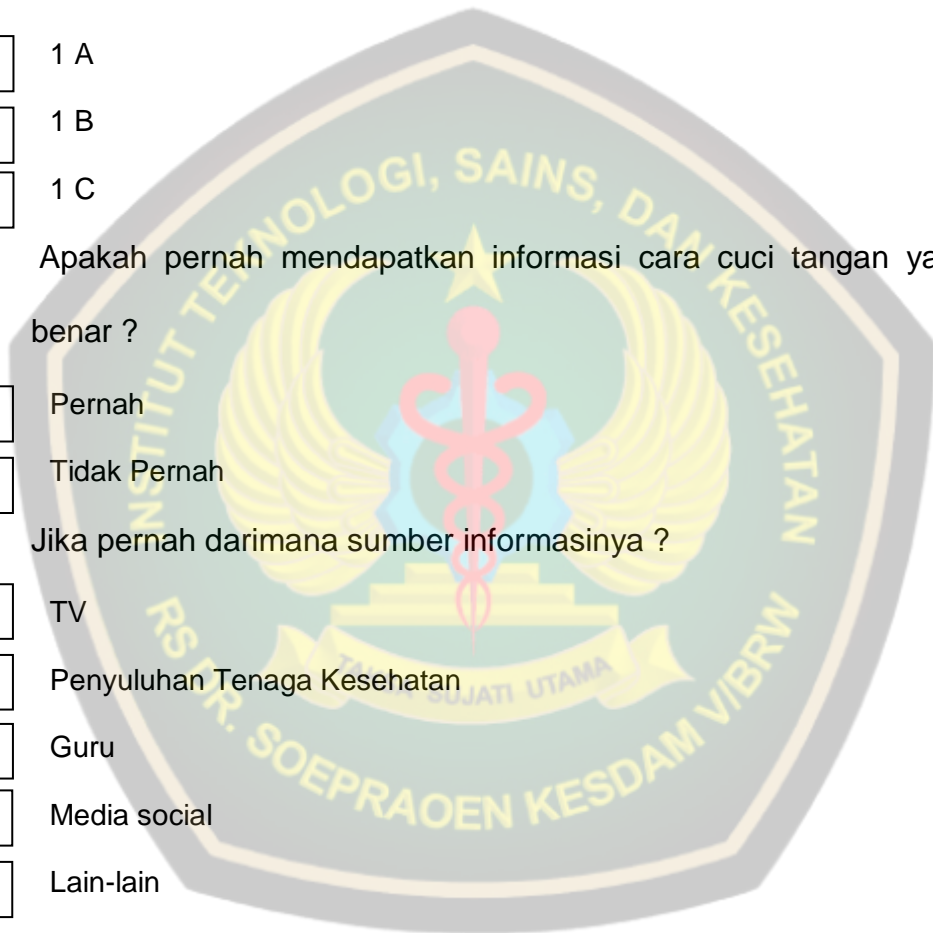 1 A
1 B
1 C
Apakah pernah mendapatkan informasi cara cuci tangan ya
benar ?
Pernah
Tidak Pernah
Jika pernah darimana sumber informasinya ?
TV
Penyuluhan Tenaga Kesehatan
Guru
Media social
Lain-lain
INSTITUT TEKNOLOGI, SAINS, DAN KESEHATAN
RS DR. SOEPRAOEN KESDAM V/BRW
SUJATI UTAMA